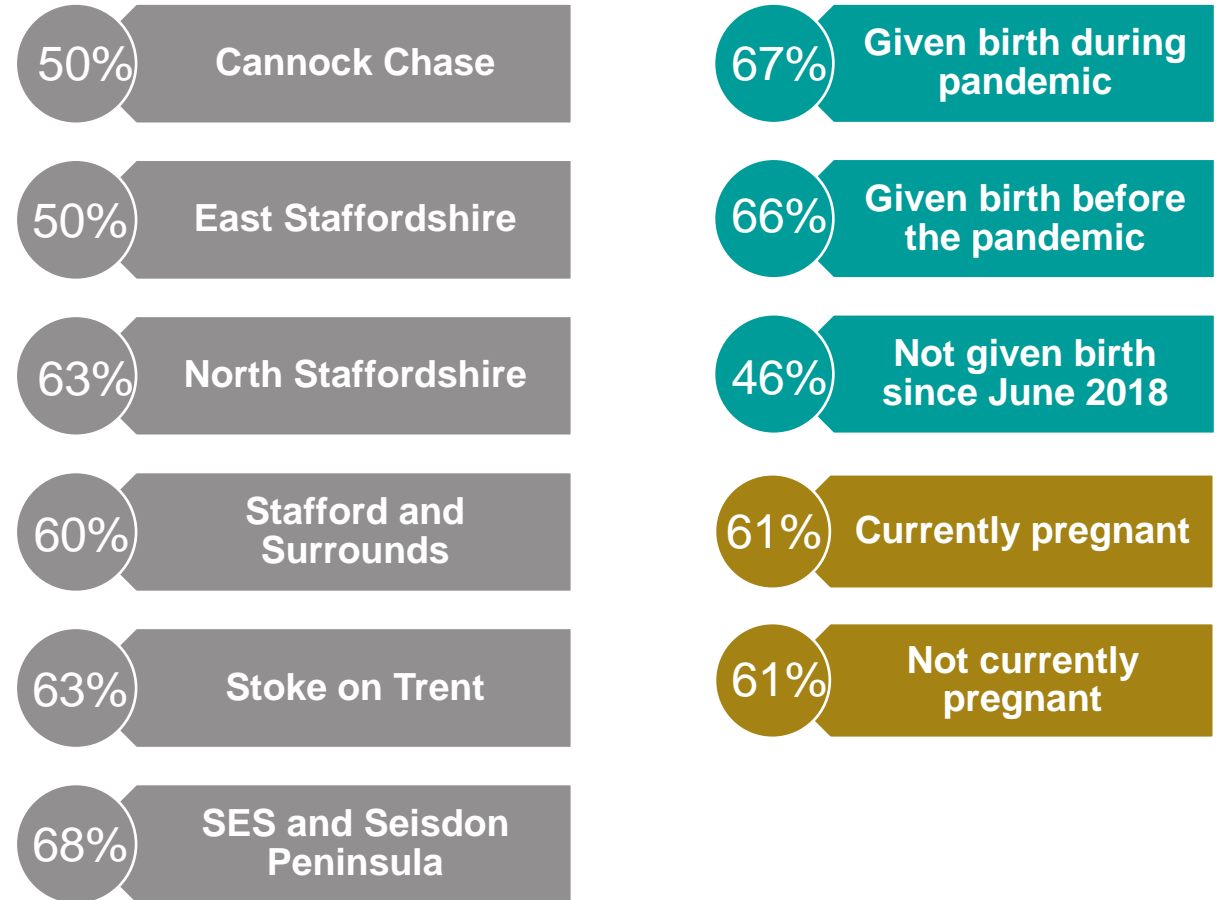 50%
Cannock Chase
50%
East Staffordshire
63%
North Staffordshire
60%
Stafford and
Surrounds
63%
Stoke on Trent
68%
SES and Seisdon
Peninsula
67%
Given birth during
pandemic
66%
Given birth before
the pandemic
46%
Not given birth
since June 2018
61%
Currently pregnant
61%
Not currently
pregnant